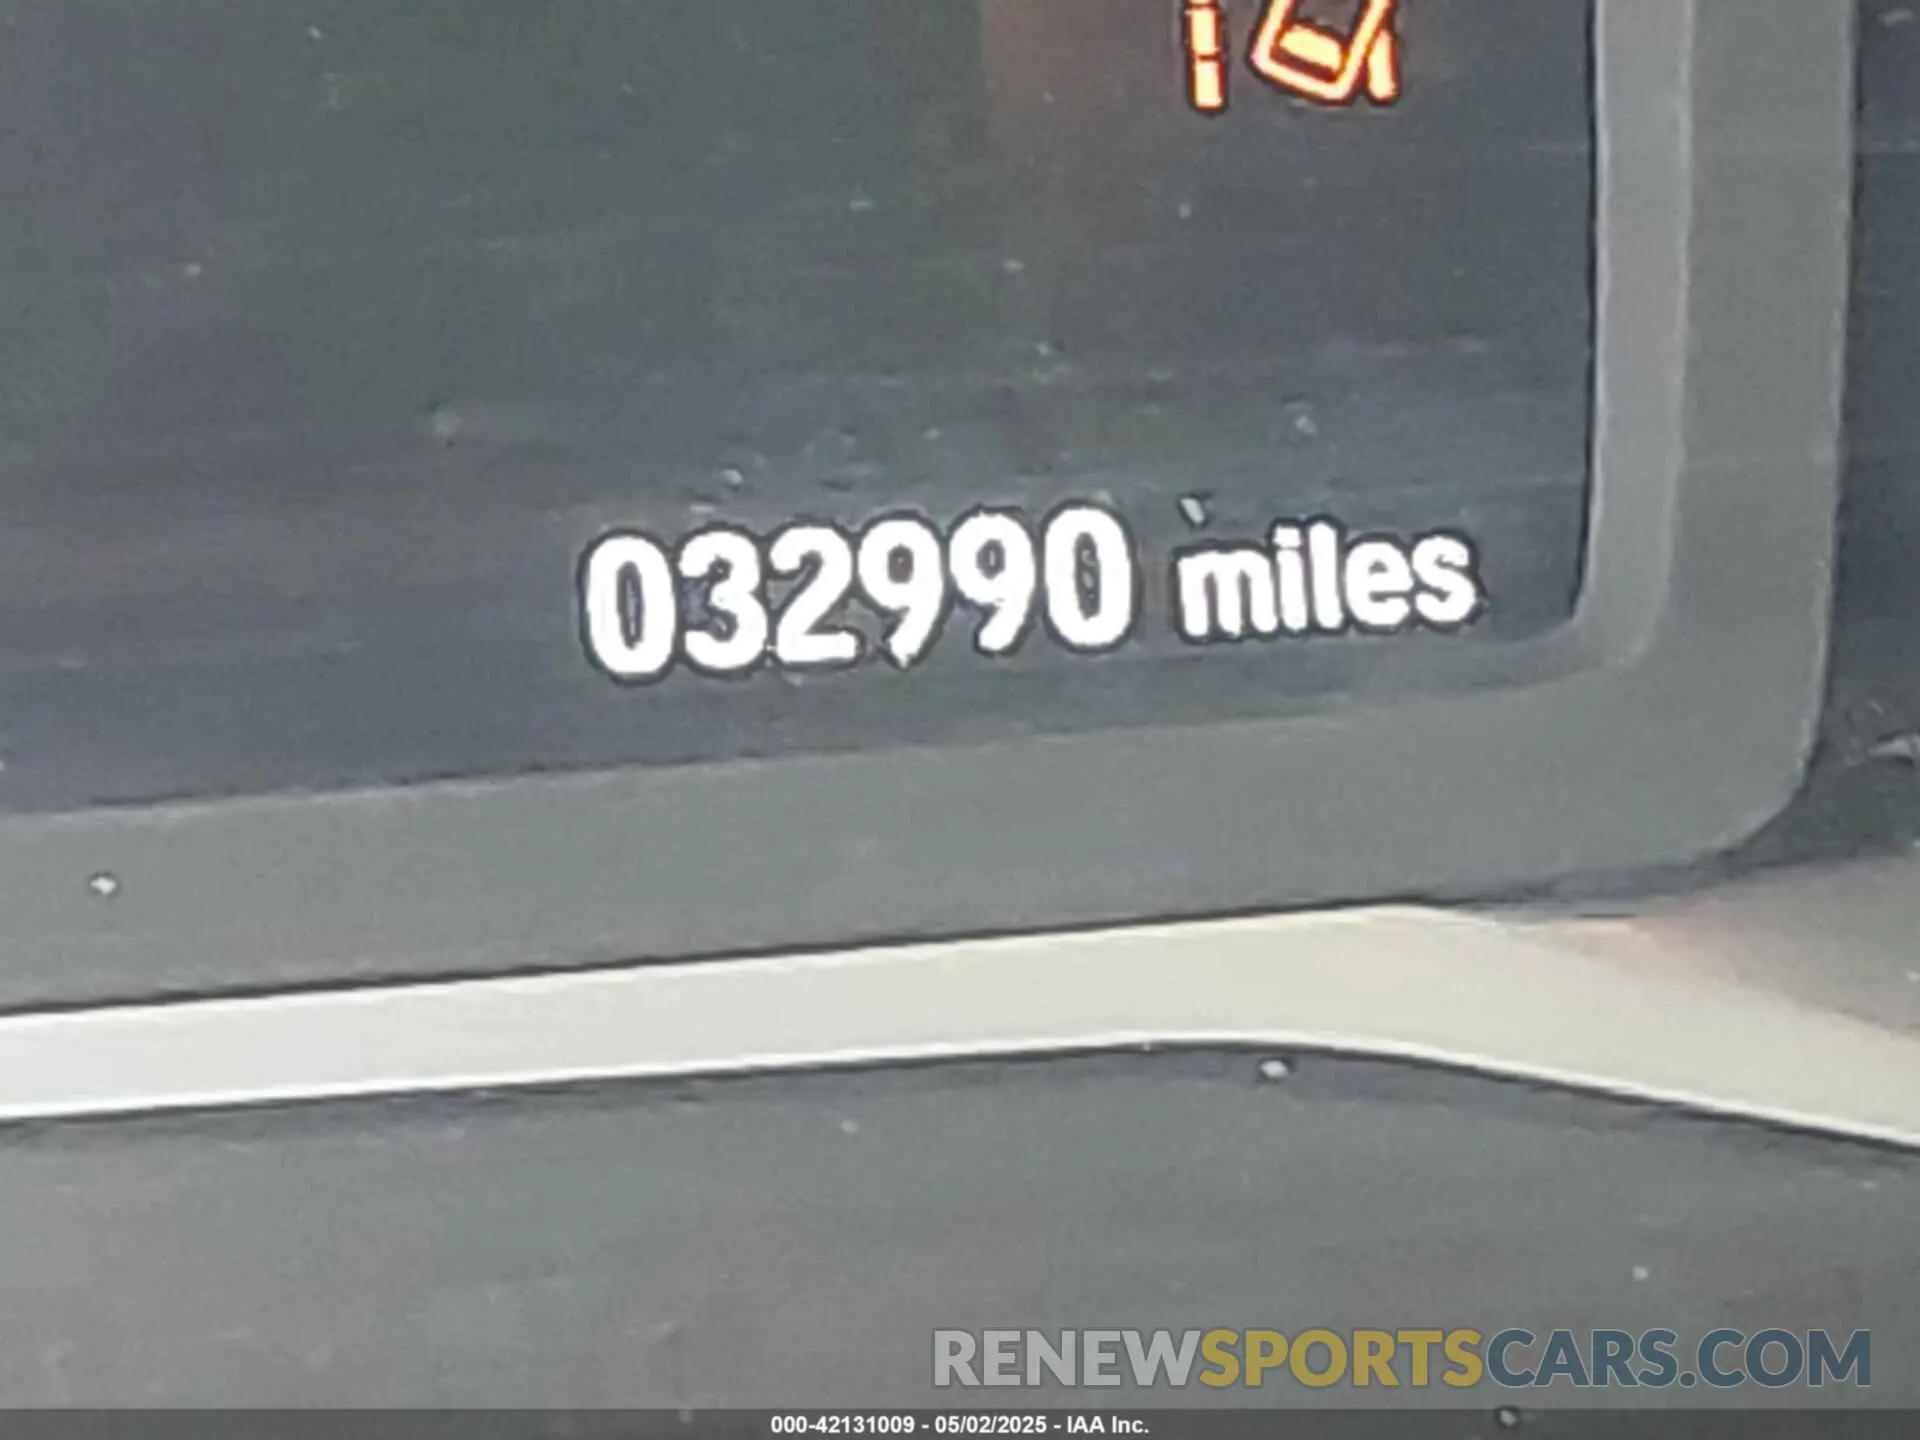 032990 miles
RENEWSPORTSCARS.COM
000-42131009 - 05/02/2025 - IAA Inc.